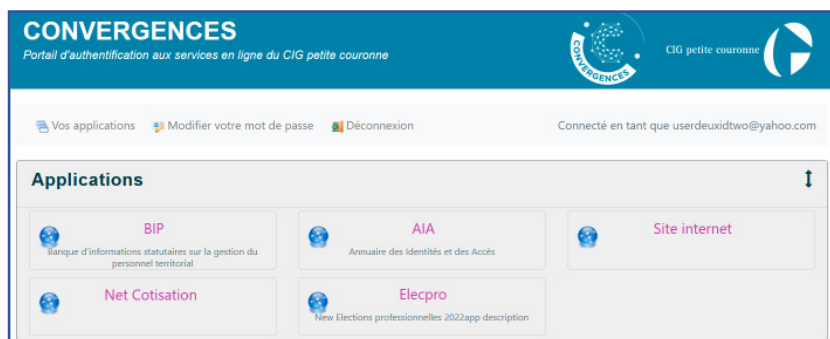 CONVERGENCES
Portail d'authentification aux services en ligne du CIG petite couronne
CONVERGENCES
CIG petite couronne
Vos applications
Modifier votre mot de passe
Déconnexion
Connecté en tant que userdeuxidtwo@yahoo.com
Applications
BIP
Banque d'informations statutaires sur la gestion du
personnel territorial
AIA
Annuaire des Identités et des Accès
Site internet
Net Cotisation
Elecpro
New Elections professionnelles 2022app description